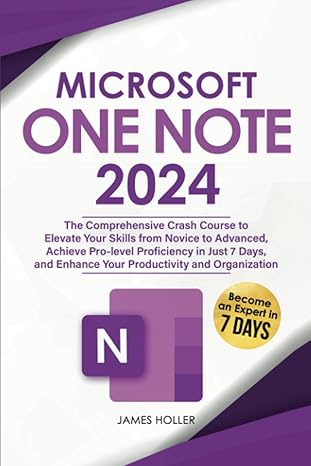 MICROSOFT
ONE NOTE
2024
The Comprehensive Crash Course to
Elevate Your Skills from Novice to Advanced,
Achieve Pro-level Proficiency in Just 7 Days,
and Enhance Your Productivity and Organization
N
Become
an Expert in
7 DAYS
JAMES HOLLER